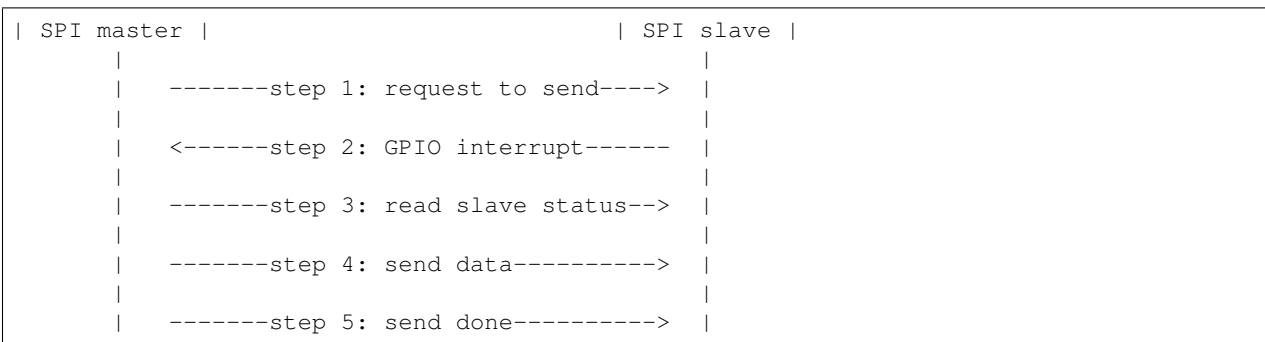 | SPI master |                                 | SPI slave |
       |                                              |
       |   -------step 1: request to send---->  |
       |                                              |
       |   <------step 2: GPIO interrupt------  |
       |                                              |
       |   -------step 3: read slave status-->  |
       |                                              |
       |   -------step 4: send data---------->  |
       |                                              |
       |   -------step 5: send done---------->  |